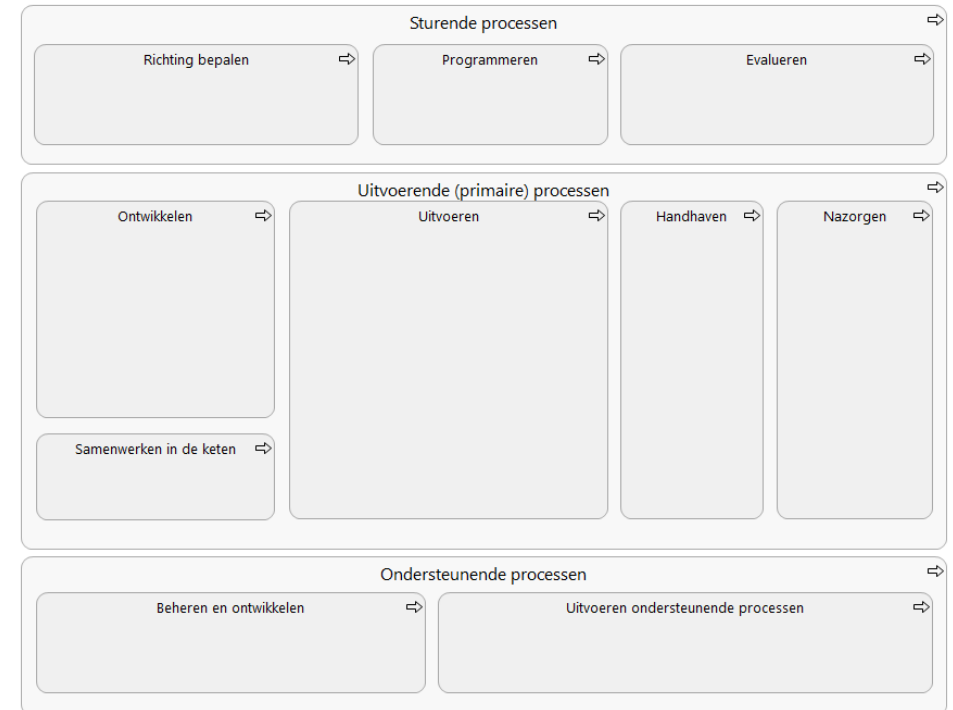 Sturende processen
Richting bepalen
Programmeren
Evalueren
Uitvoerende (primaire) processen
Ontwikkelen
Uitvoeren
Handhaven
Nazorgen
Samenwerken in de keten
Ondersteunende processen
Beheren en ontwikkelen
Uitvoeren ondersteunende processen